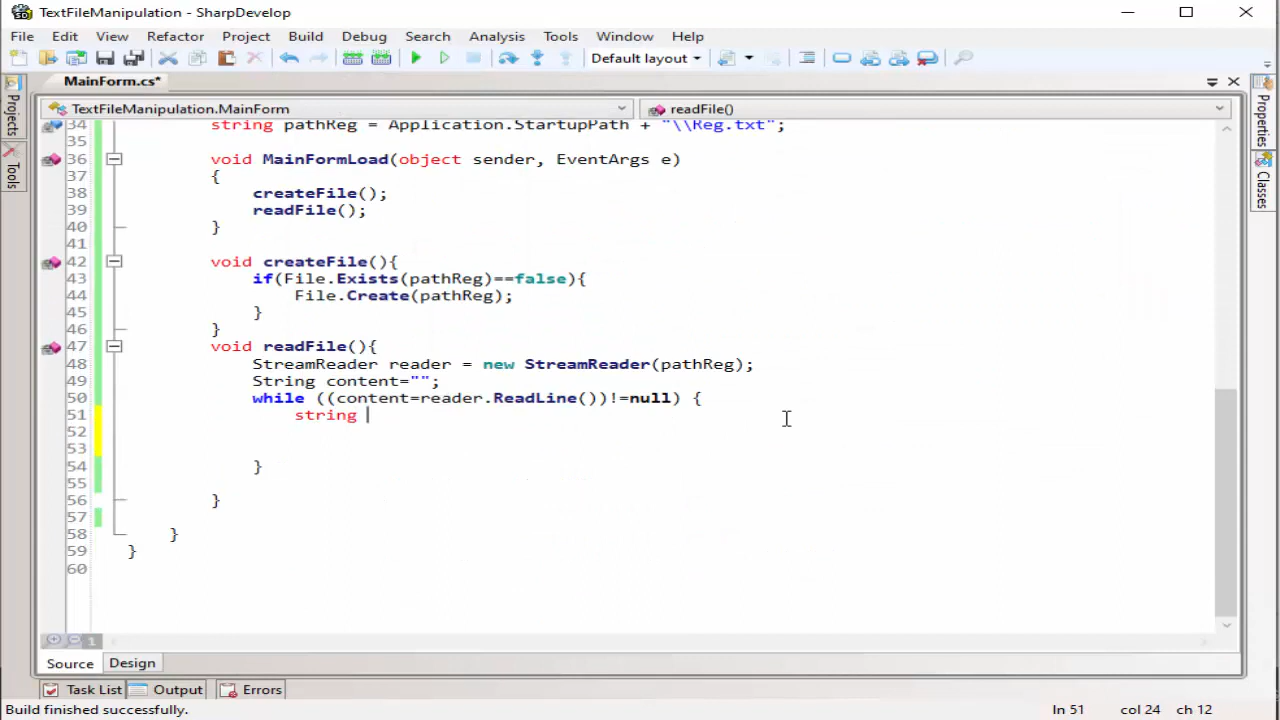 TextFileManipulation - SharpDevelop
File Edit View Refactor Project Build Debug Search Analysis Tools Window Help
Default layout
MainForm.cs*
TextFileManipulation.MainForm readFile()
Projects
Tools
Properties
Classes
34 string pathReg = Application.StartupPath + "\\Reg.txt";
35
36 void MainFormLoad(object sender, EventArgs e)
37 {
38 createFile();
39 readFile();
40 }
41
42 void createFile(){
43 if(File.Exists(pathReg)==false){
44 File.Create(pathReg);
45 }
46 }
47 void readFile(){
48 StreamReader reader = new StreamReader(pathReg);
49 String content="";
50 while ((content=reader.ReadLine())!=null) {
51 string
52
53
54 }
55
56 }
57
58 }
59 }
60
1
Source Design
Task List Output Errors
Build finished successfully. ln 51 col 24 ch 12